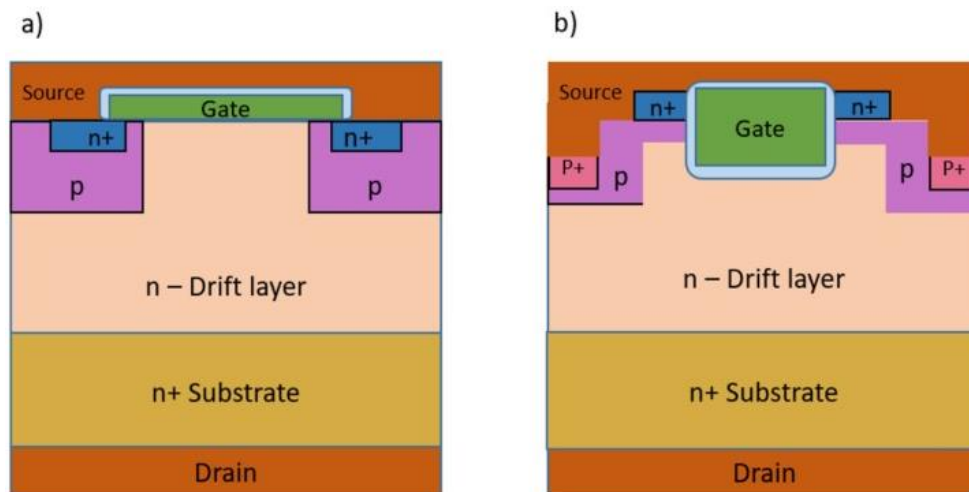 a)
Source
Gate
n+
n+
p
p
n – Drift layer
n+ Substrate
Drain
b)
Source
n+
n+
Gate
P+
p
p
P+
n – Drift layer
n+ Substrate
Drain